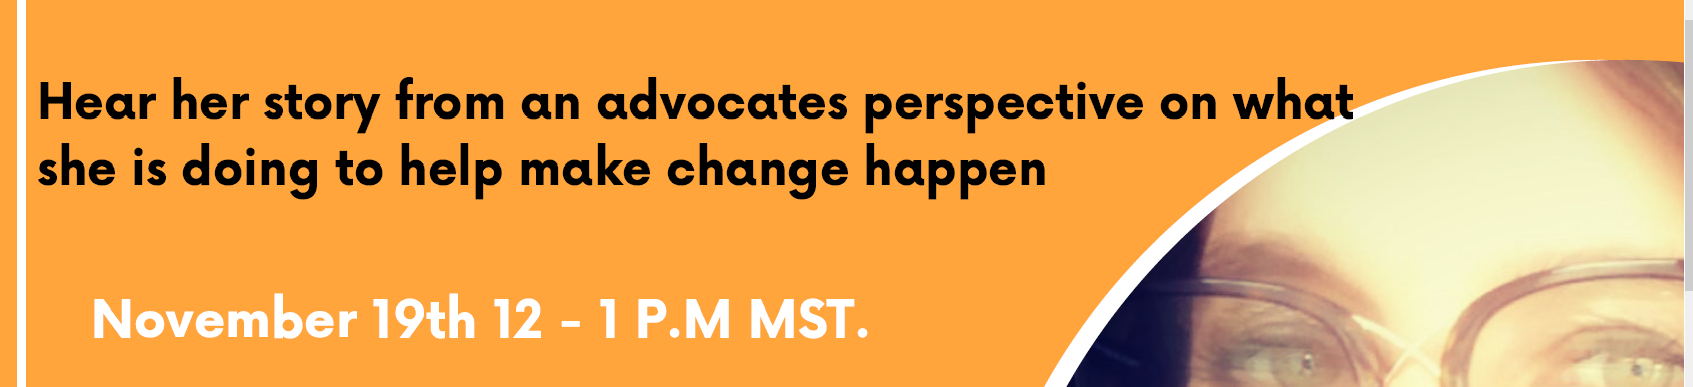 Hear her story from an advocates perspective on what
she is doing to help make change happen
November 19th 12 - 1 P.M MST.